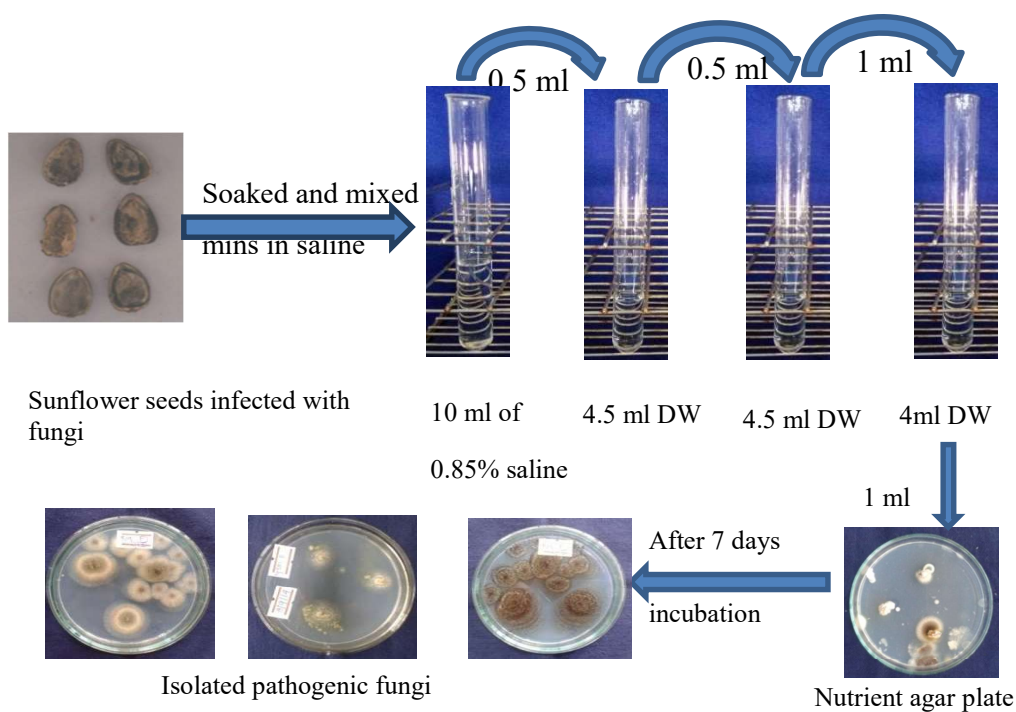 0.5 ml
0.5 ml
1 ml
Soaked and mixed
mins in saline
Sunflower seeds infected with
fungi
10 ml of
0.85% saline
4.5 ml DW
4.5 ml DW
4ml DW
1 ml
After 7 days
incubation
Isolated pathogenic fungi
Nutrient agar plate